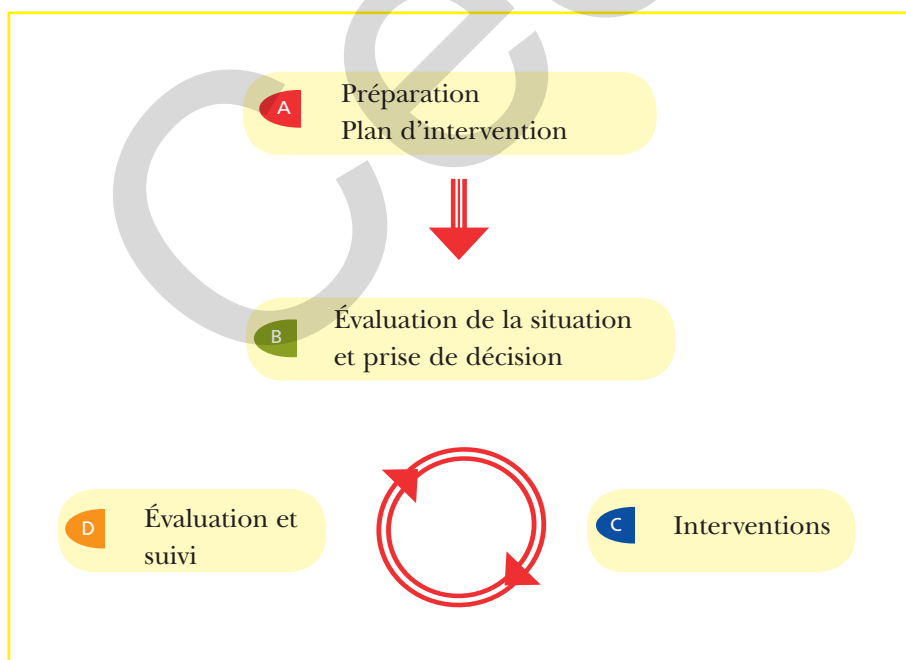 A
Préparation
Plan d'intervention
B
Évaluation de la situation
et prise de décision
D
Évaluation et
suivi
C
Interventions